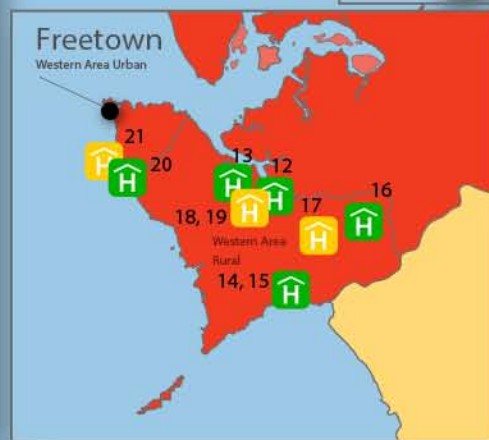 Freetown
Western Area Urban
21
20
13
12
16
18, 19
17
Western Area
Rural
14, 15
H
H
H
H
H
H
H
H